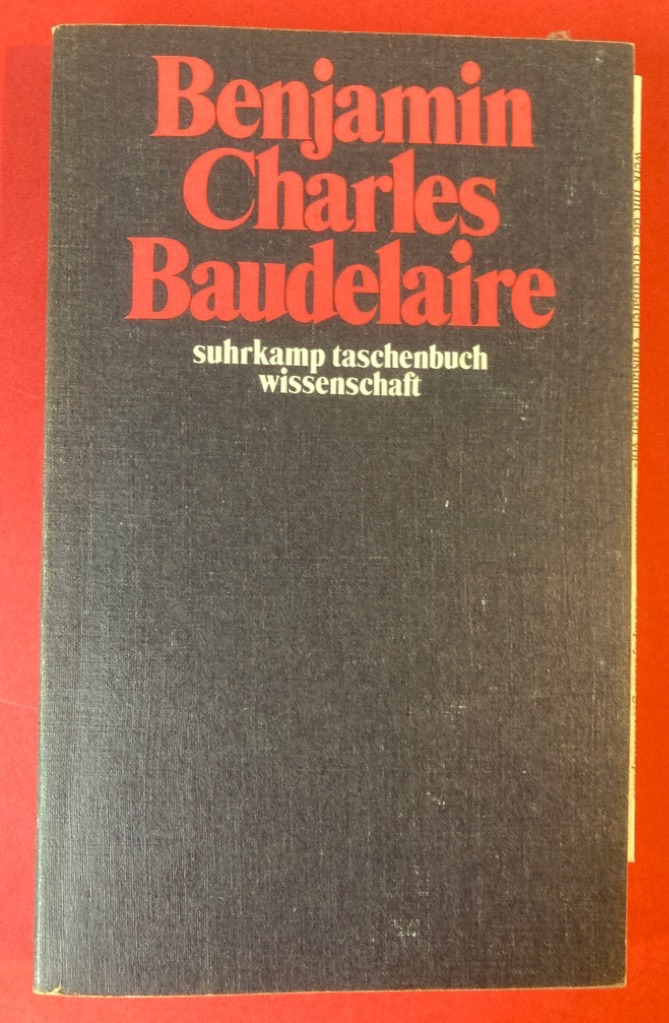 Benjamin
Charles
Baudelaire
suhrkamp taschenbuch
wissenschaft